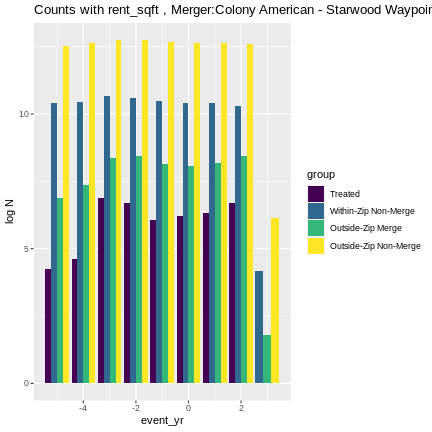 Counts with rent_sqft , Merger:Colony American - Starwood Waypoin
log N
10
5
0
-4
-2
0
2
event_yr
group
Treated
Within-Zip Non-Merge
Outside-Zip Merge
Outside-Zip Non-Merge